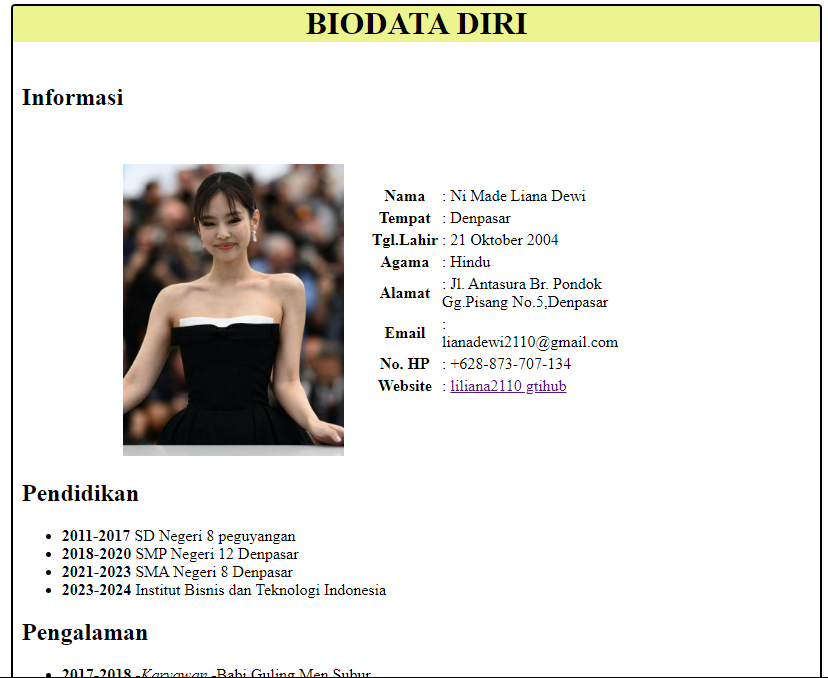 BIODATA DIRI
Informasi
Nama : Ni Made Liana Dewi
Tempat : Denpasar
Tgl.Lahir : 21 Oktober 2004
Agama : Hindu
Alamat : Jl. Antasura Br. Pondok
Gg.Pisang No.5,Denpasar
Email :
lianadewi2110@gmail.com
No. HP : +628-873-707-134
Website : liliana2110 gtihub
Pendidikan
• 2011-2017 SD Negeri 8 peguyangan
• 2018-2020 SMP Negeri 12 Denpasar
• 2021-2023 SMA Negeri 8 Denpasar
• 2023-2024 Institut Bisnis dan Teknologi Indonesia
Pengalaman
• 2017-2018 -Karyawan -Babi Guling Men Subur